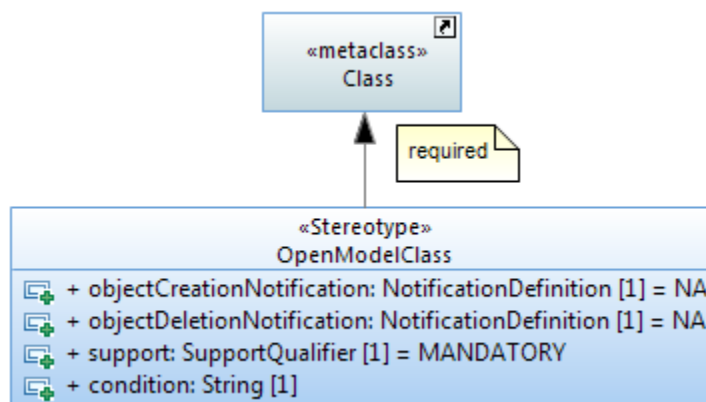 «metaclass»
Class
required
«Stereotype»
OpenModelClass
+ objectCreationNotification: NotificationDefinition [1] = NA
+ objectDeletionNotification: NotificationDefinition [1] = NA
+ support: SupportQualifier [1] = MANDATORY
+ condition: String [1]